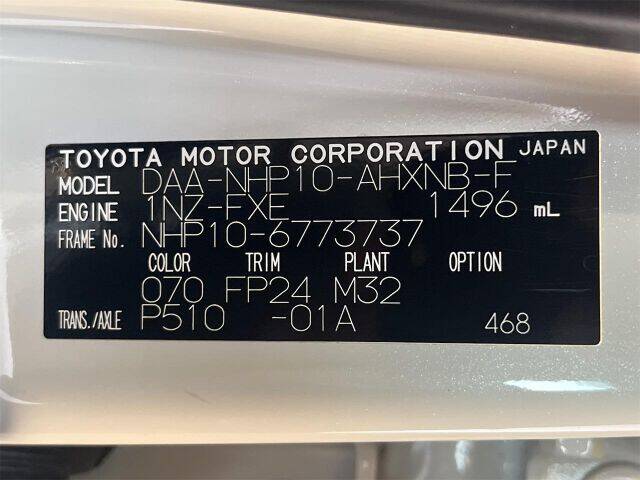 TOYOTA MOTOR CORPORATION JAPAN
MODEL DAA-NHP10-AHXNB-F
ENGINE 1NZ-FXE 1496 mL
FRAME No. NHP10-6773737
COLOR TRIM PLANT OPTION
070 FP24 M32
TRANS./AXLE P510 -01A 468